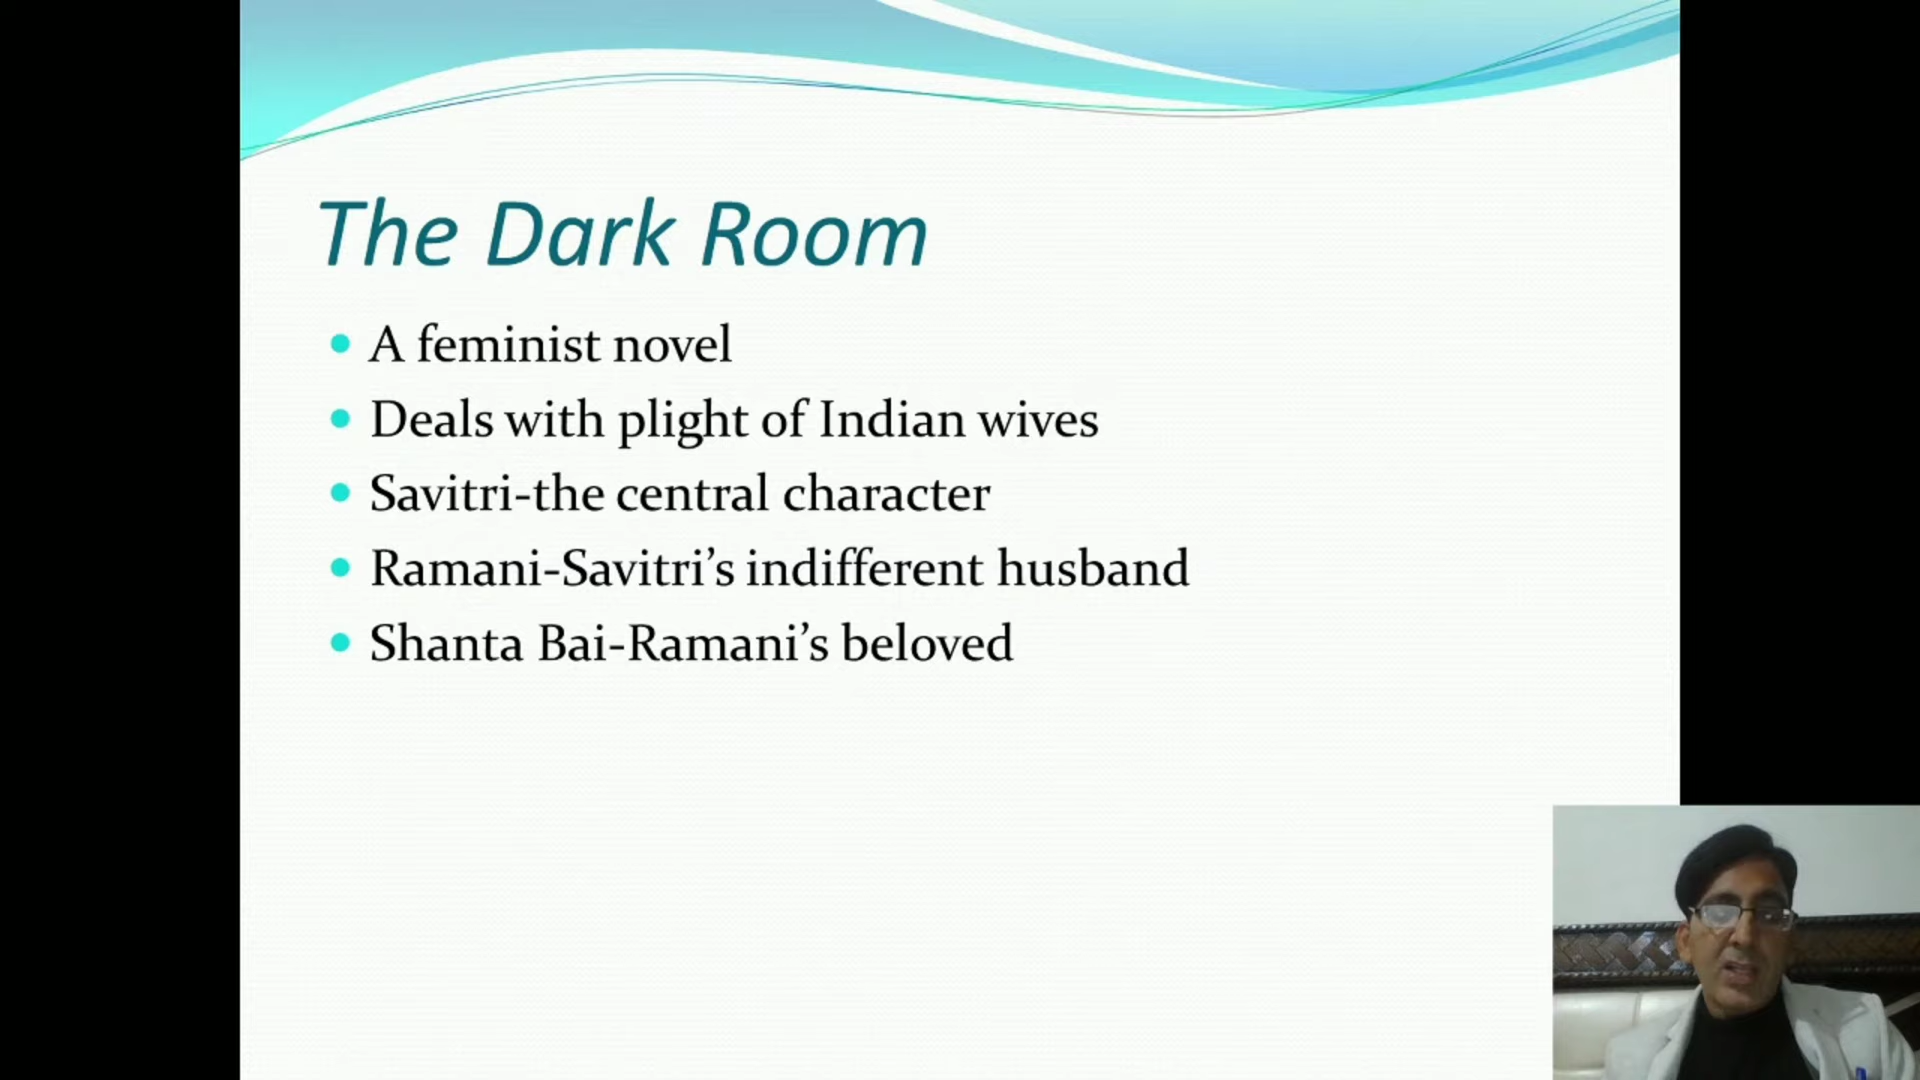 The Dark Room
A feminist novel
Deals with plight of Indian wives
Savitri-the central character
Ramani-Savitri’s indifferent husband
Shanta Bai-Ramani’s beloved